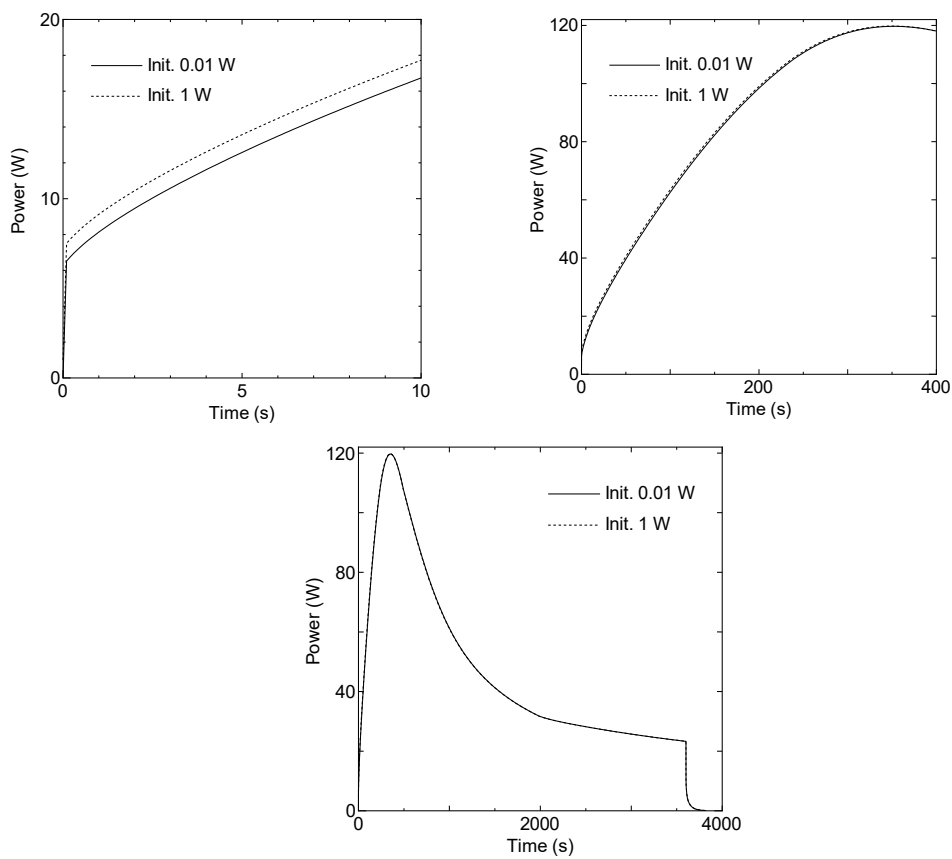 20
Init. 0.01 W
Init. 1 W
10
Power (W)
0
0 5 10
Time (s)
120
Init. 0.01 W
Init. 1 W
80
Power (W)
40
0
0 200 400
Time (s)
120
Init. 0.01 W
Init. 1 W
80
Power (W)
40
0
0 2000 4000
Time (s)